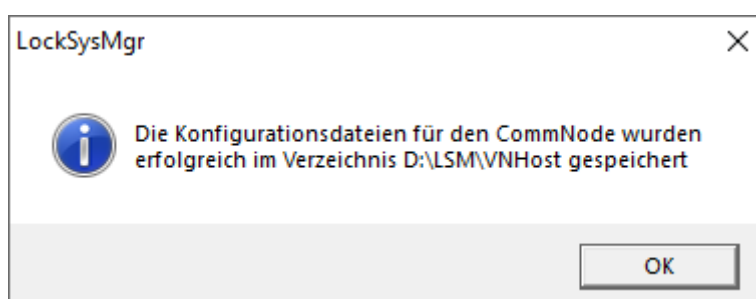 LockSysMgr
Die Konfigurationsdateien für den CommNode wurden
erfolgreich im Verzeichnis D:\LSM\VNHost gespeichert
OK